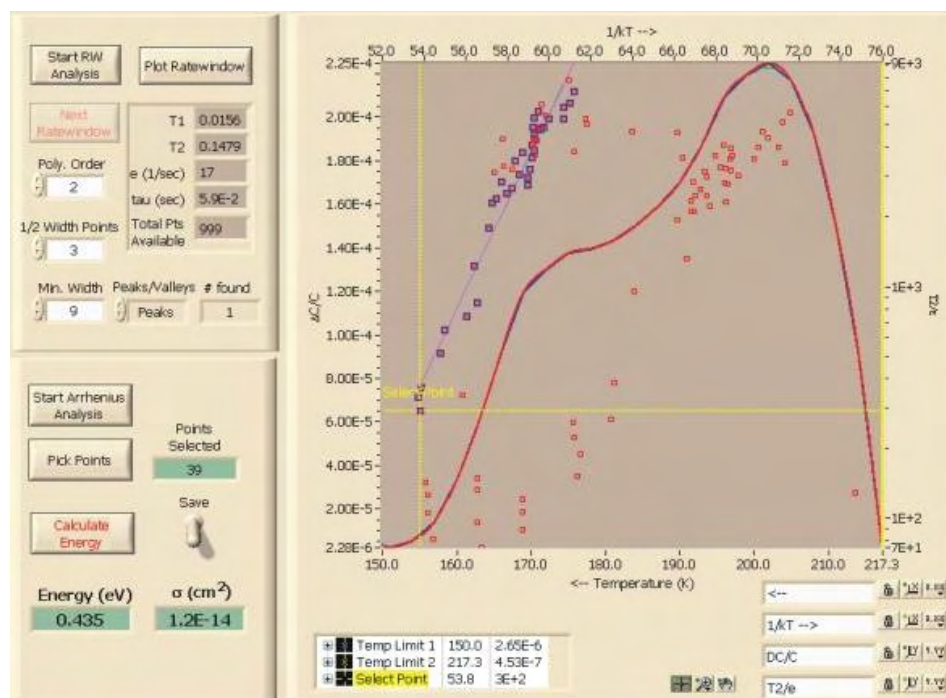 Start RW
Analysis
Plot Ratewindow
Next
Ratewindow
Poly. Order
2
1/2 Width Points
3
T1 0.0156
T2 0.1479
e (1/sec) 17
tau (sec) 5.9E-2
Total Pts
Available
999
Min. Width
9
Peaks/Valleys
Peaks
# found
1
Start Arrhenius
Analysis
Pick Points
Points
Selected
39
Save
Calculate
Energy
Energy (eV)
0.435
σ (cm²)
1.2E-14
1/kT -->
52.0 54.0 56.0 58.0 60.0 62.0 64.0 66.0 68.0 70.0 72.0 74.0 76.0
2.25E-4
2.00E-4
1.80E-4
1.60E-4
1.40E-4
1.20E-4
1.00E-4
8.00E-5
6.00E-5
4.00E-5
2.00E-5
2.28E-6
ΔC/C
Select Point
9E+3
1E+3
1E+2
7E+1
T2/e
150.0 160.0 170.0 180.0 190.0 200.0 210.0 217.3
<-- Temperature (K)
Temp Limit 1 150.0 2.65E-6
Temp Limit 2 217.3 4.53E-7
Select Point 53.8 3E+2
<--
1/kT -->
DC/C
T2/e